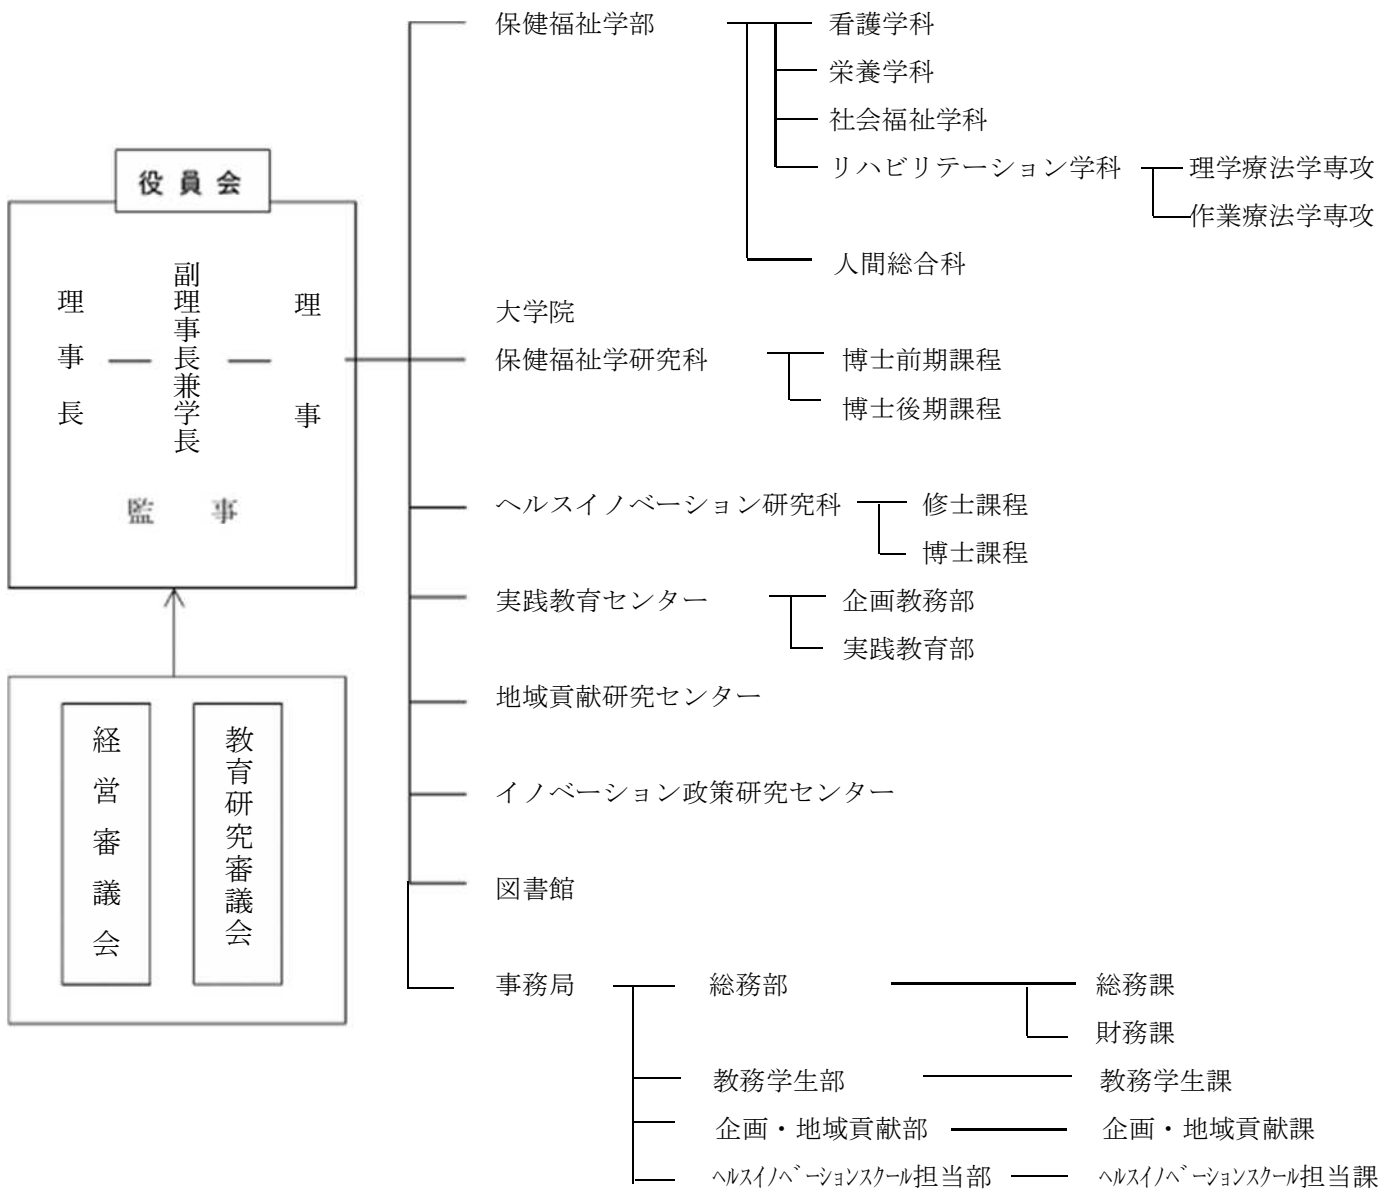 役員会
理事長
副理事長兼学長
理事
監事
経営審議会
教育研究審議会
保健福祉学部
看護学科
栄養学科
社会福祉学科
リハビリテーション学科
理学療法学専攻
作業療法学専攻
人間総合科
大学院
保健福祉学研究科
博士前期課程
博士後期課程
ヘルスイノベーション研究科
修士課程
博士課程
実践教育センター
企画教務部
実践教育部
地域貢献研究センター
イノベーション政策研究センター
図書館
事務局
総務部
総務課
財務課
教務学生部
教務学生課
企画・地域貢献部
企画・地域貢献課
ヘルスイノベーションスクール担当部
ヘルスイノベーションスクール担当課